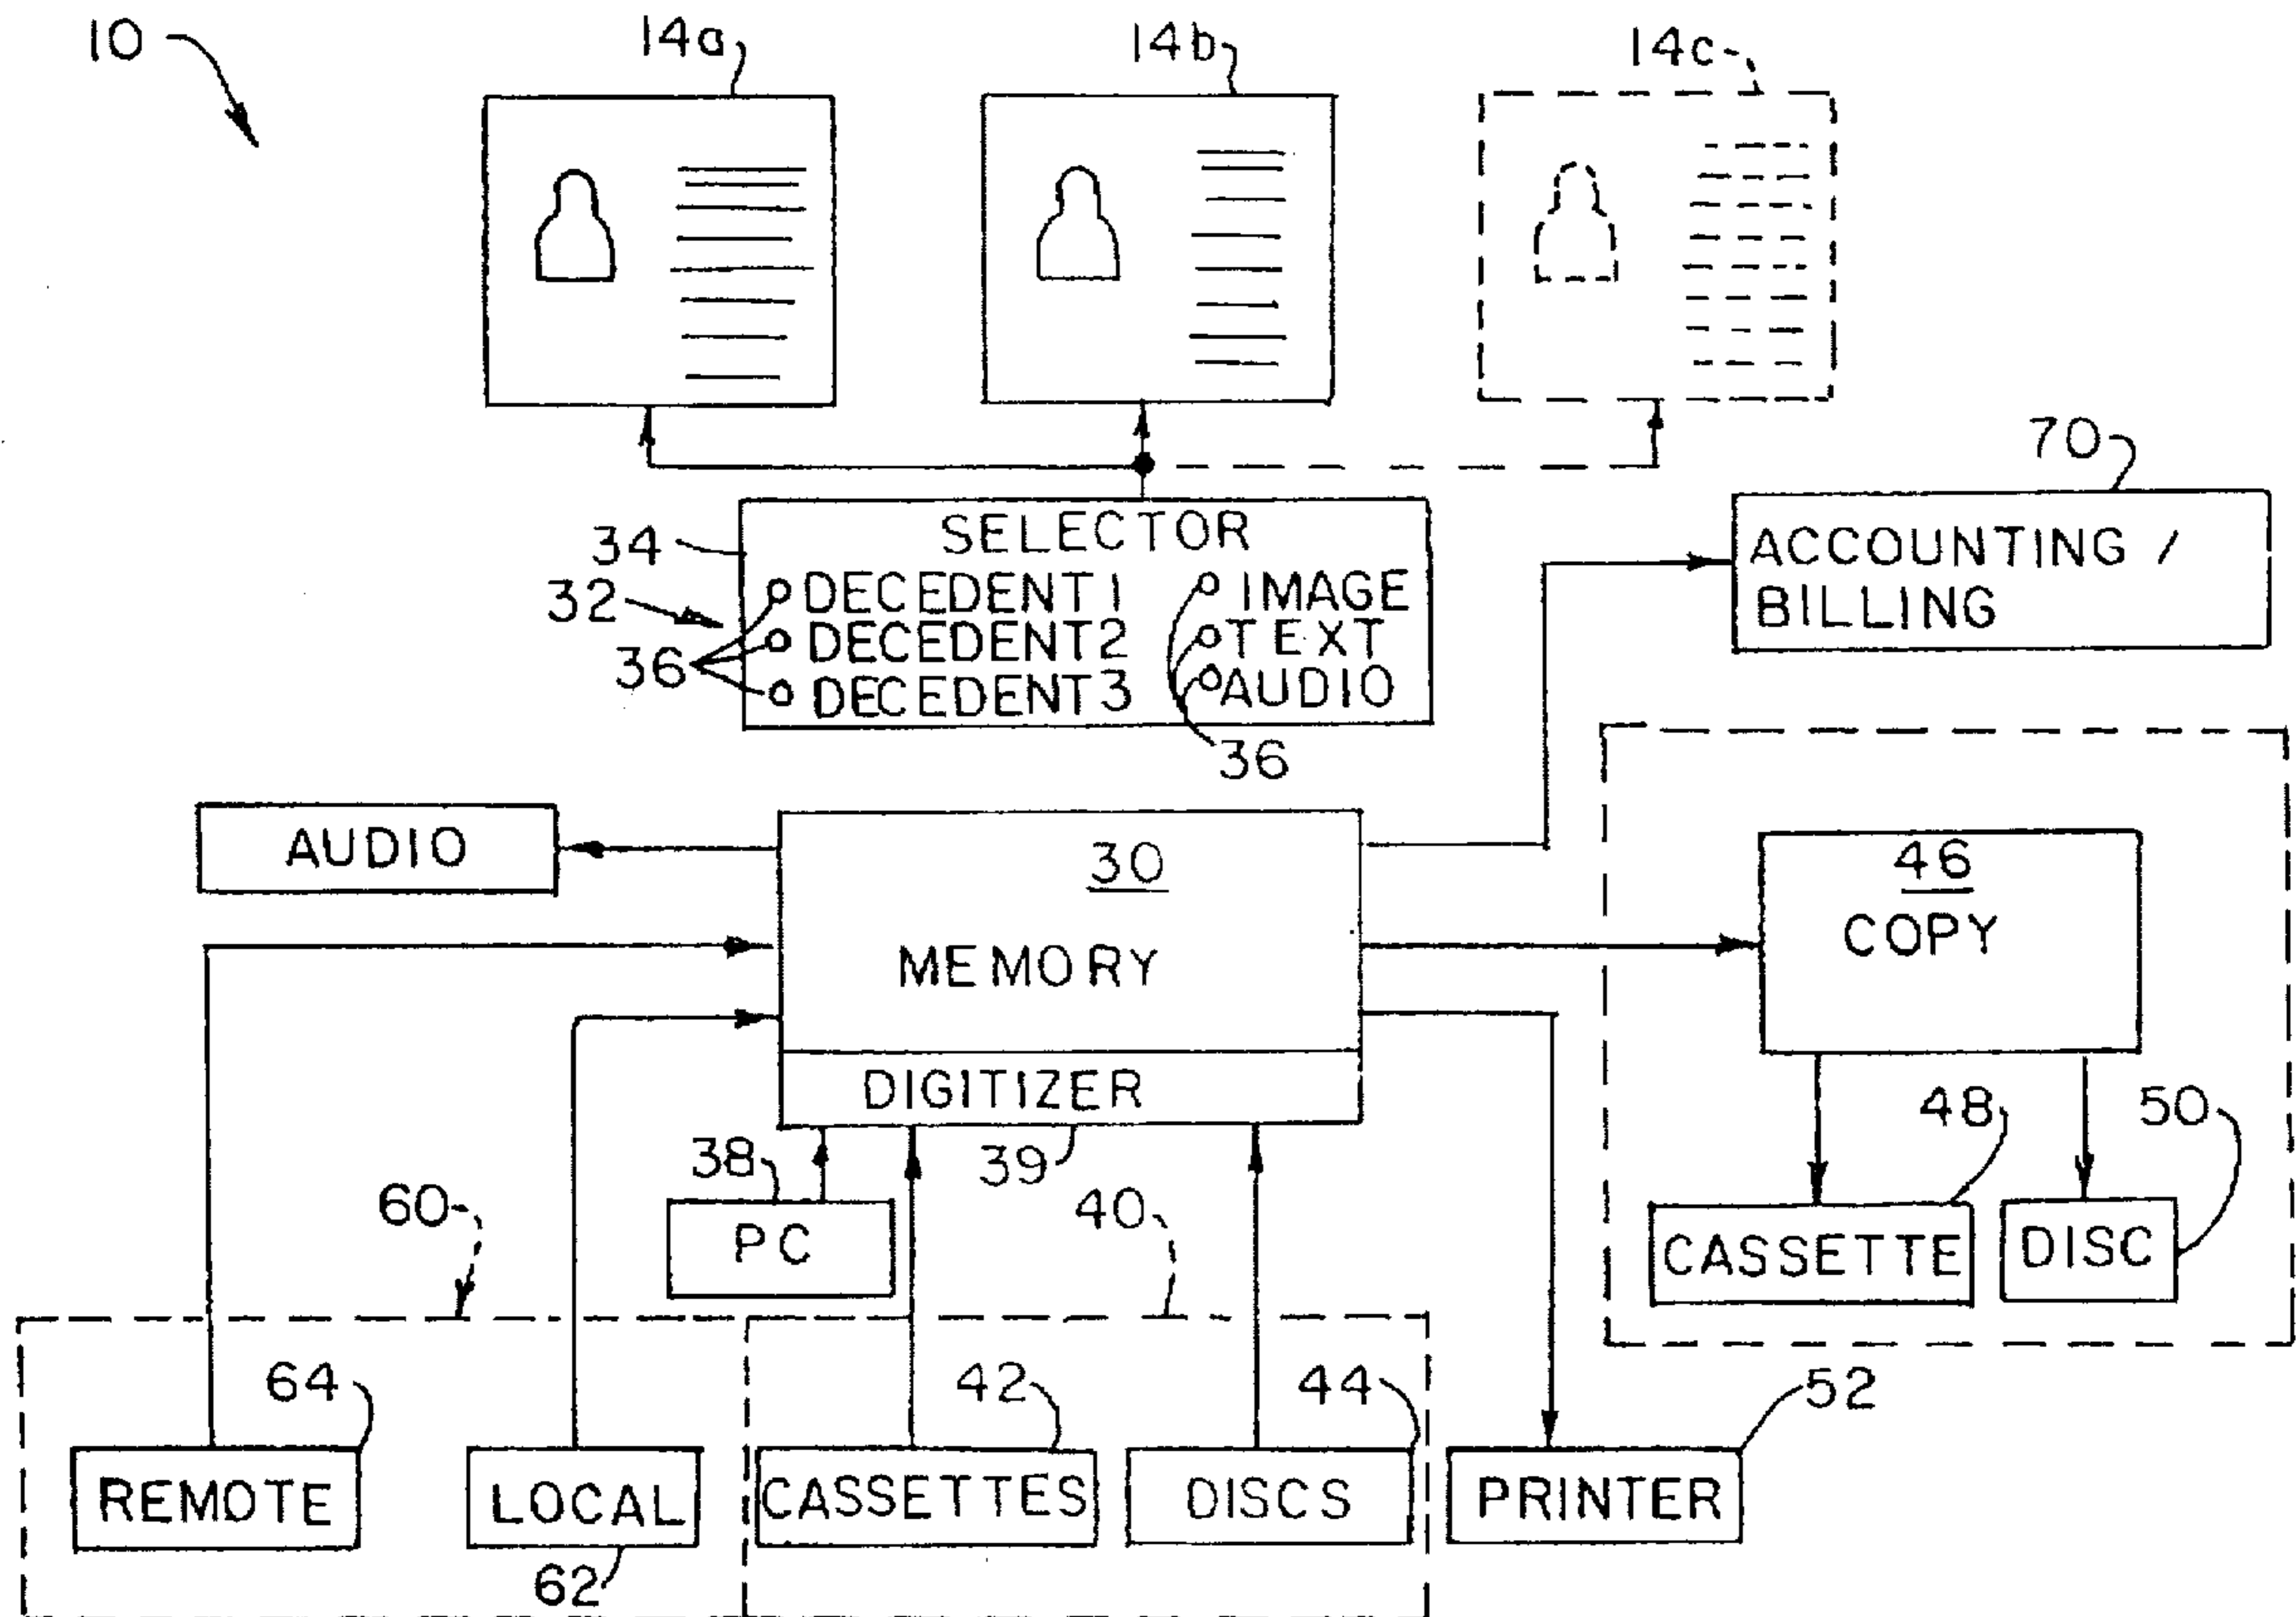 10
14a
14b
14c
70
SELECTOR
34
32
36
DECEDENT 1
DECEDENT 2
DECEDENT 3
IMAGE
TEXT
AUDIO
36
ACCOUNTING /
BILLING
AUDIO
30
MEMORY
DIGITIZER
46
COPY
38
39
PC
48
50
CASSETTE
DISC
60
40
64
42
44
52
REMOTE
LOCAL
CASSETTES
DISCS
PRINTER
62